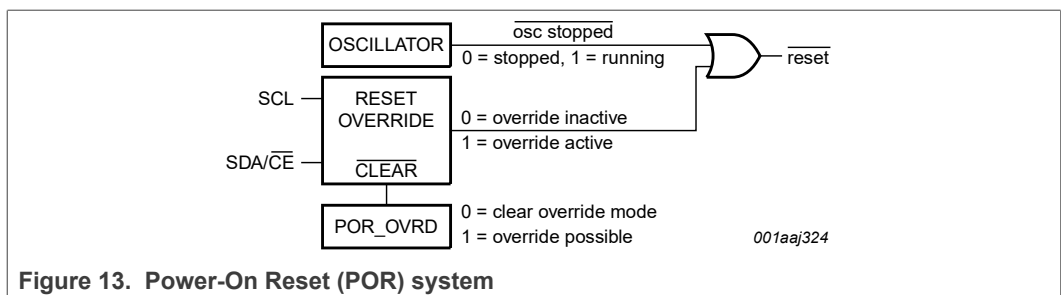 OSCILLATOR
osc stopped
0 = stopped, 1 = running
reset
SCL
RESET
OVERRIDE
0 = override inactive
1 = override active
SDA/CE
CLEAR
POR_OVRD
0 = clear override mode
1 = override possible
001aaj324
Figure 13. Power-On Reset (POR) system